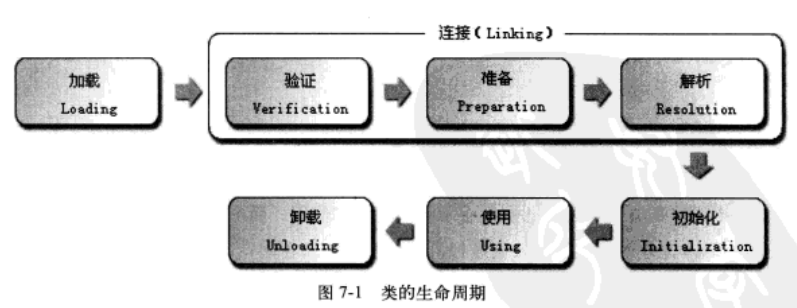 连接（Linking）
加载
Loading
验证
Verification
准备
Preparation
解析
Resolution
初始化
Initialization
使用
Using
卸载
Unloading
图 7-1 类的生命周期